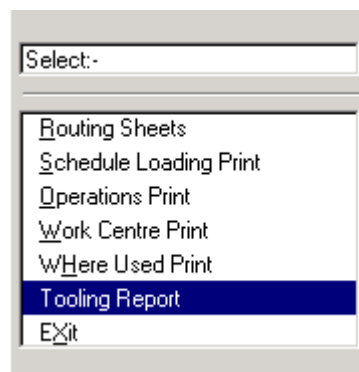 Select:-
Routing Sheets
Schedule Loading Print
Operations Print
Work Centre Print
WHere Used Print
Tooling Report
EXit